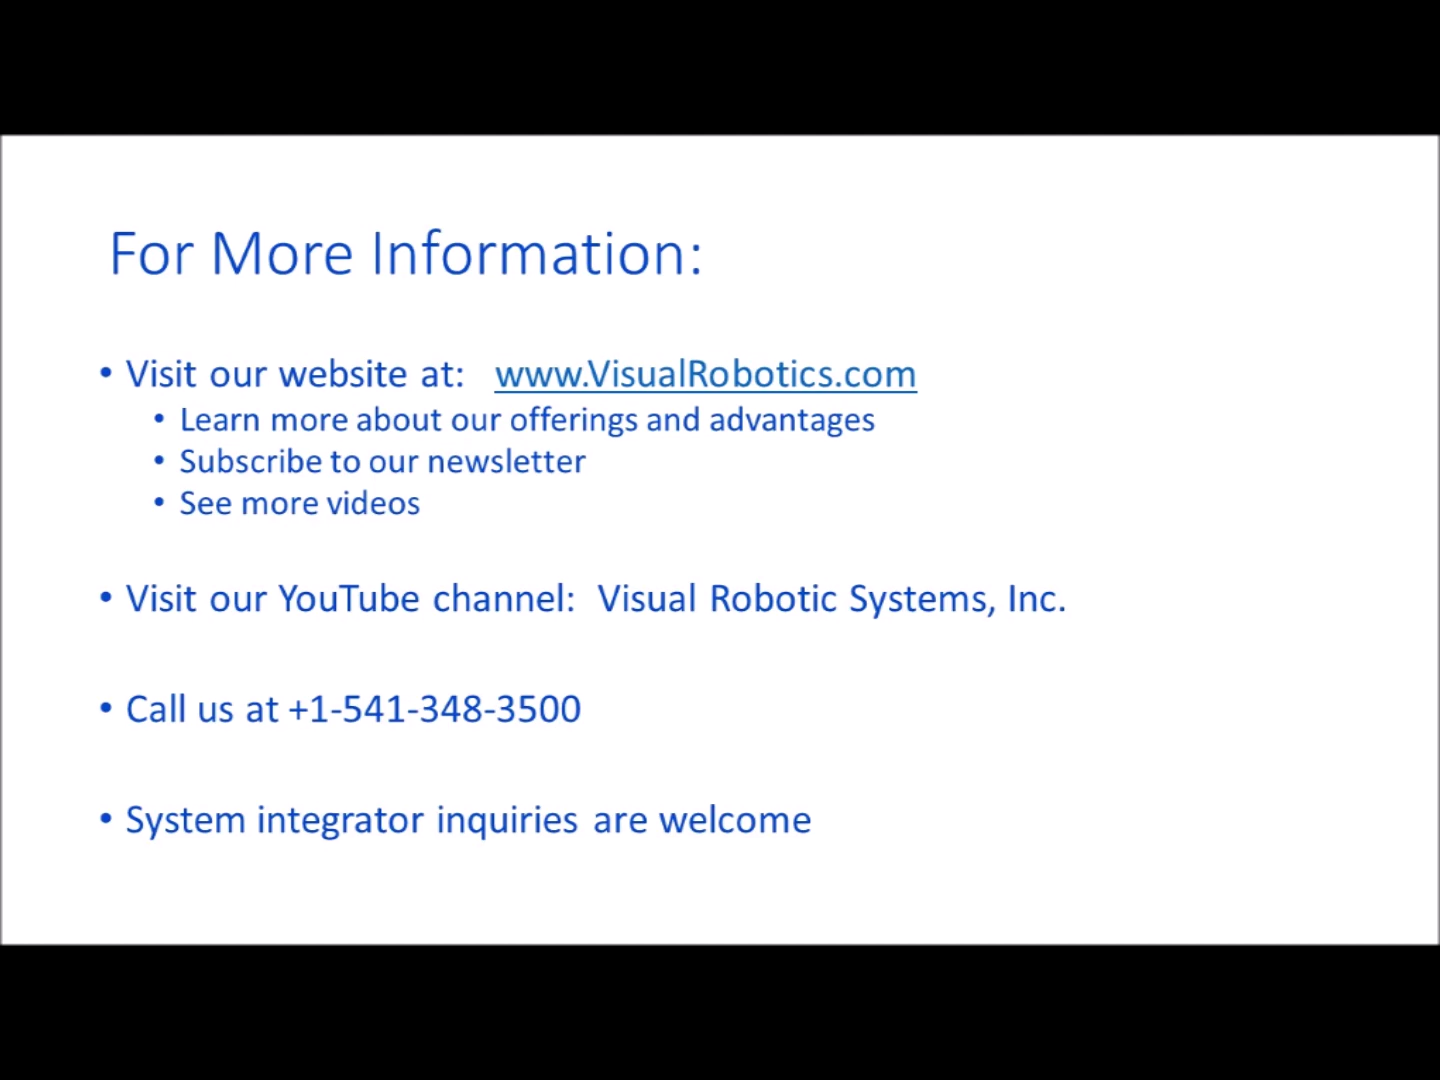 For More Information:
• Visit our website at: www.VisualRobotics.com
• Learn more about our offerings and advantages
• Subscribe to our newsletter
• See more videos
• Visit our YouTube channel: Visual Robotic Systems, Inc.
• Call us at +1-541-348-3500
• System integrator inquiries are welcome